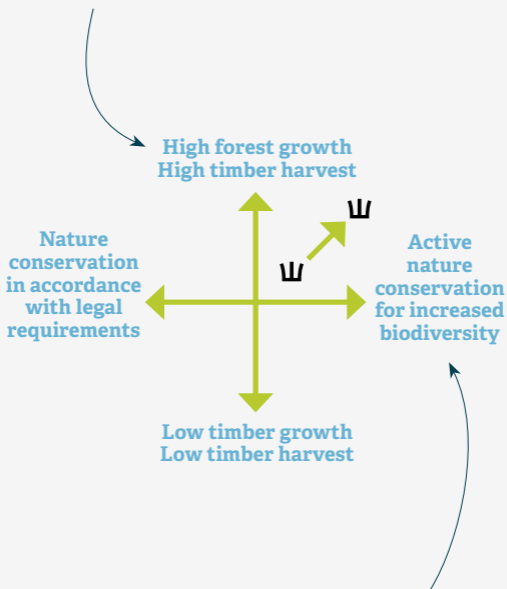 High forest growth
High timber harvest
Nature
conservation
in accordance
with legal
requirements
Active
nature
conservation
for increased
biodiversity
Low timber growth
Low timber harvest